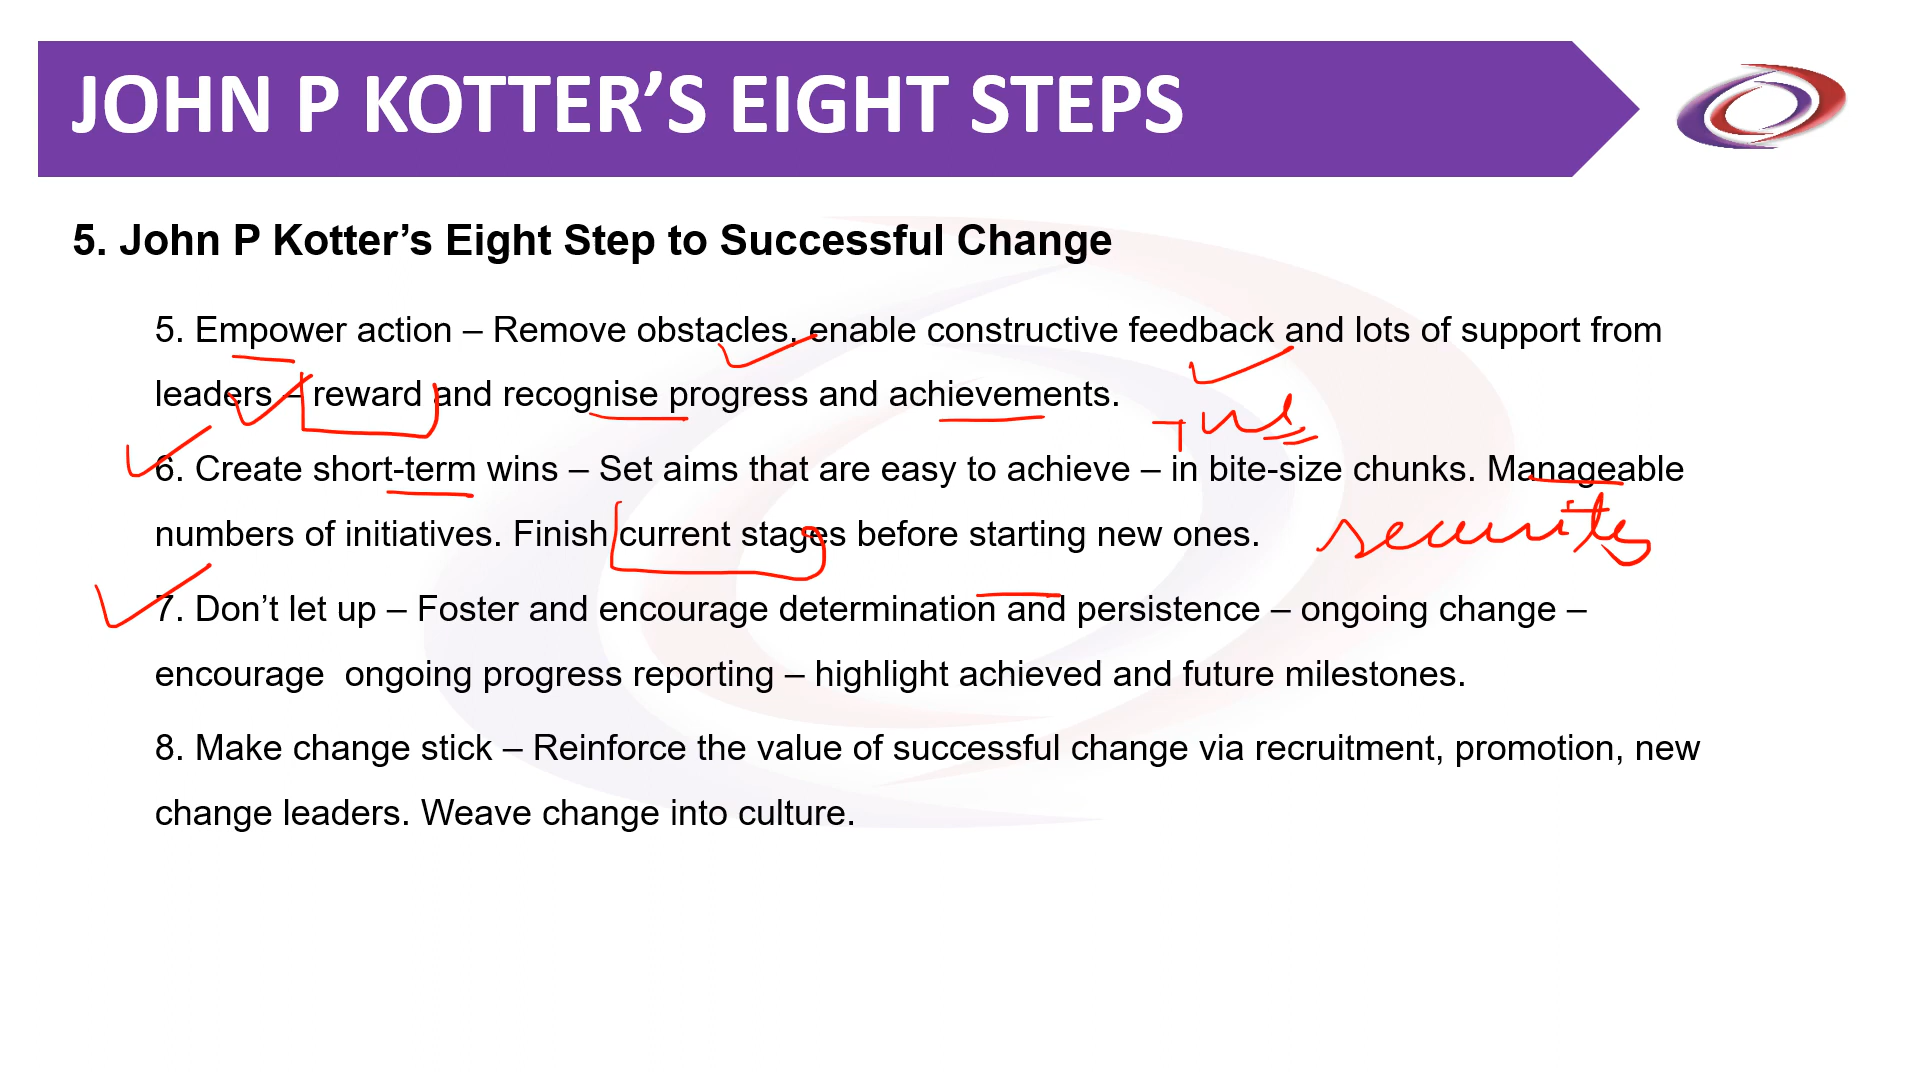 JOHN P KOTTER’S EIGHT STEPS
5. John P Kotter’s Eight Step to Successful Change
5. Empower action – Remove obstacles, enable constructive feedback and lots of support from
leaders – reward and recognise progress and achievements.
6. Create short-term wins – Set aims that are easy to achieve – in bite-size chunks. Manageable
numbers of initiatives. Finish current stages before starting new ones.
security
7. Don’t let up – Foster and encourage determination and persistence – ongoing change –
encourage  ongoing progress reporting – highlight achieved and future milestones.
8. Make change stick – Reinforce the value of successful change via recruitment, promotion, new
change leaders. Weave change into culture.